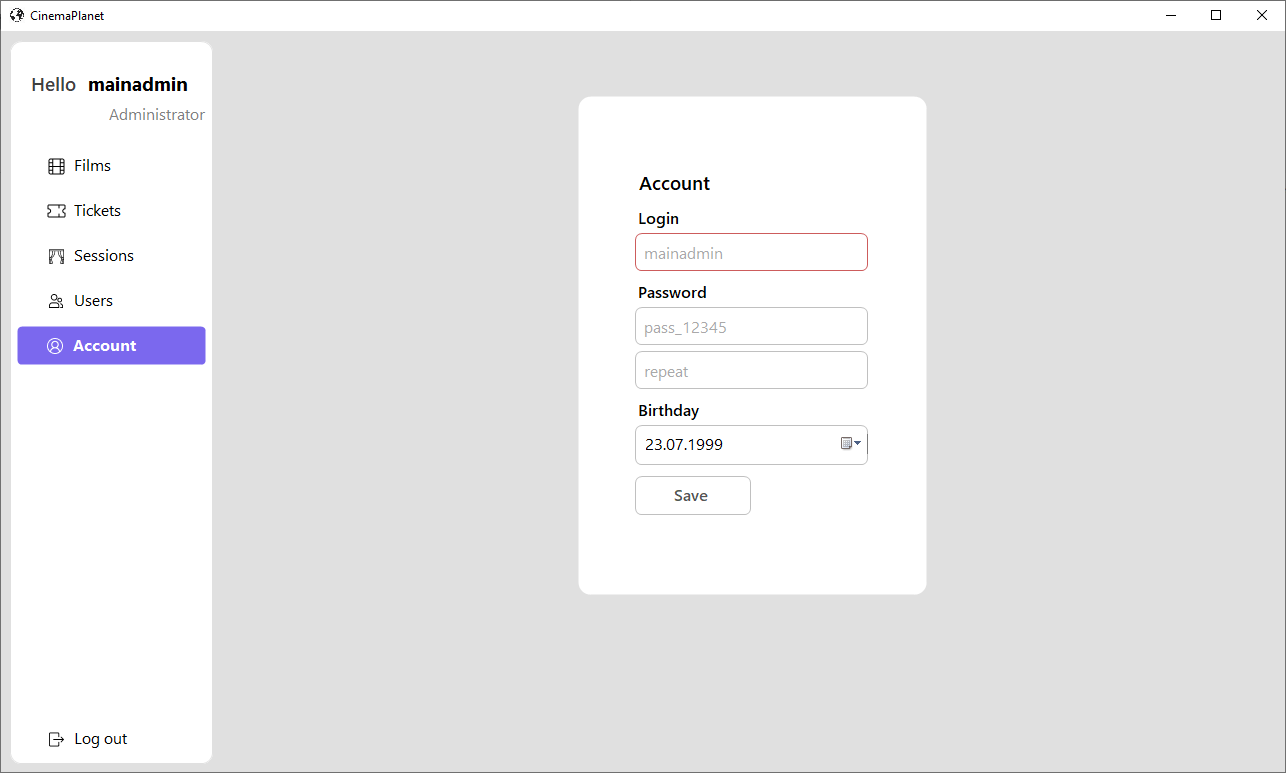 CinemaPlanet
Hello mainadmin
Administrator
Films
Tickets
Sessions
Users
Account
Log out
Account
Login
mainadmin
Password
pass_12345
repeat
Birthday
23.07.1999
Save